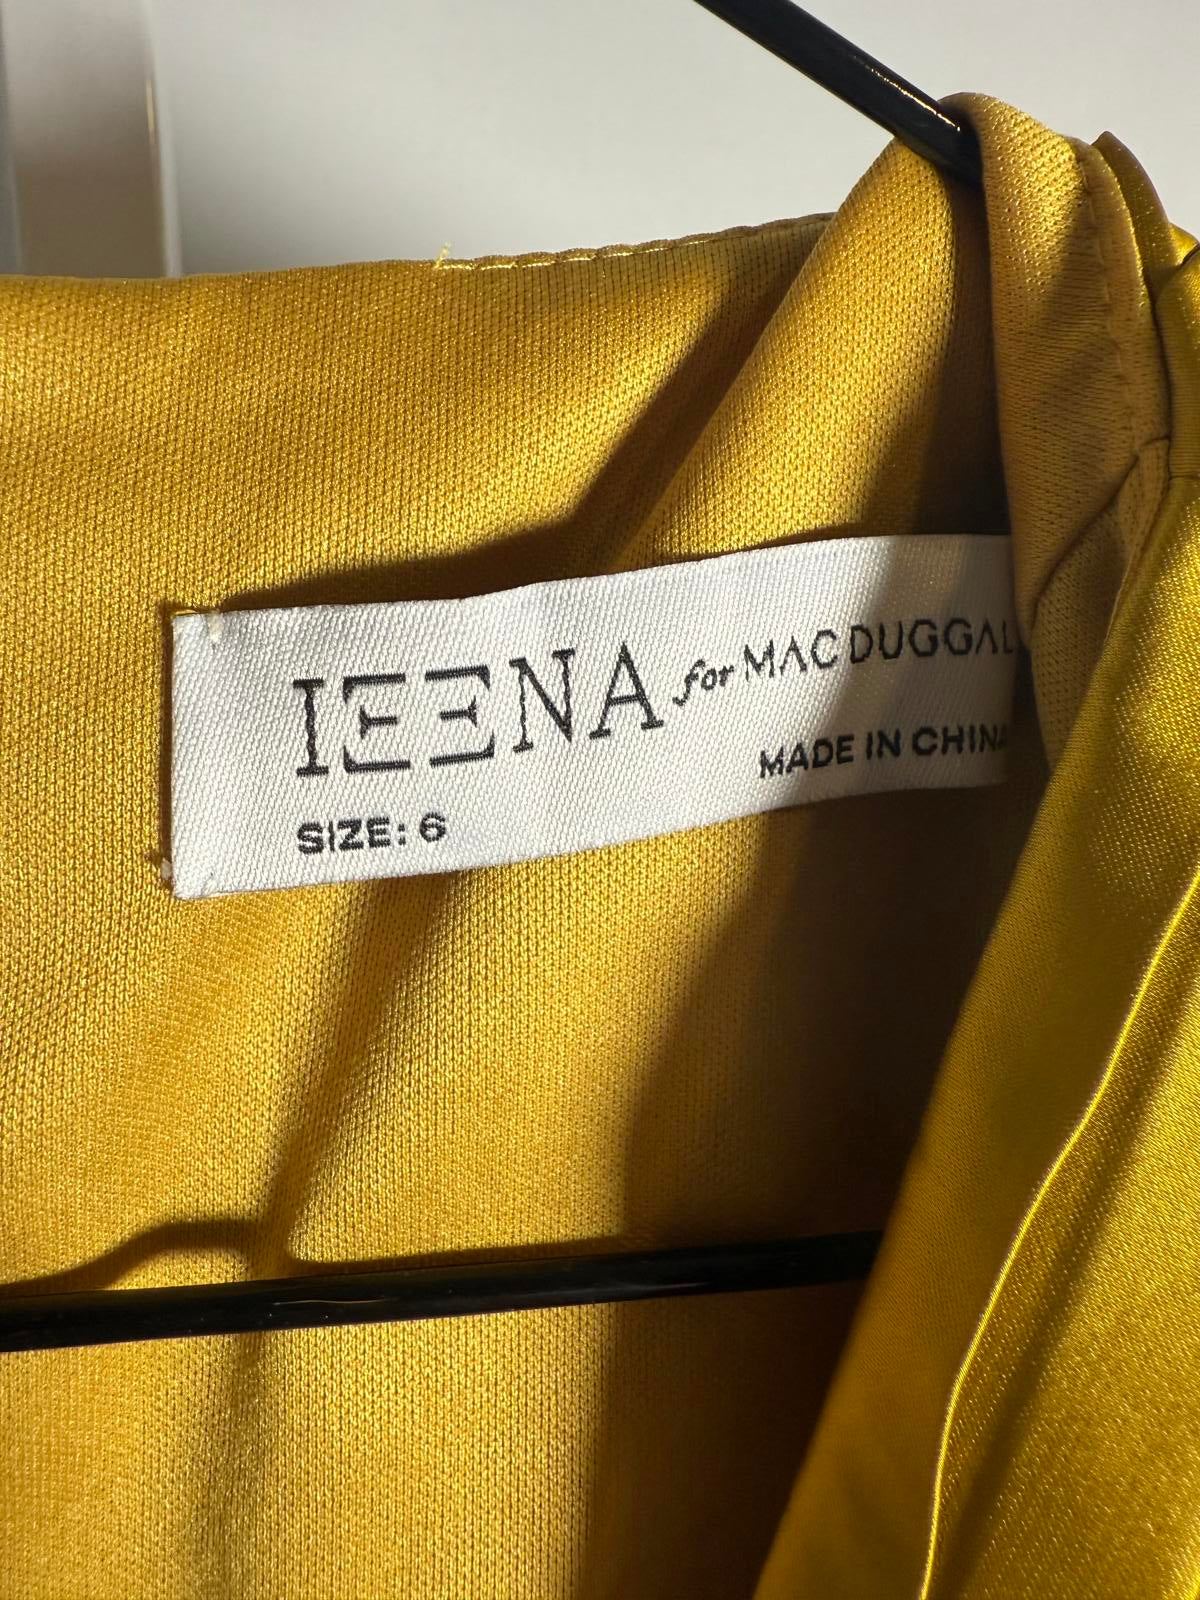 IEENA for MAC DUGGAL
MADE IN CHINA
SIZE: 6